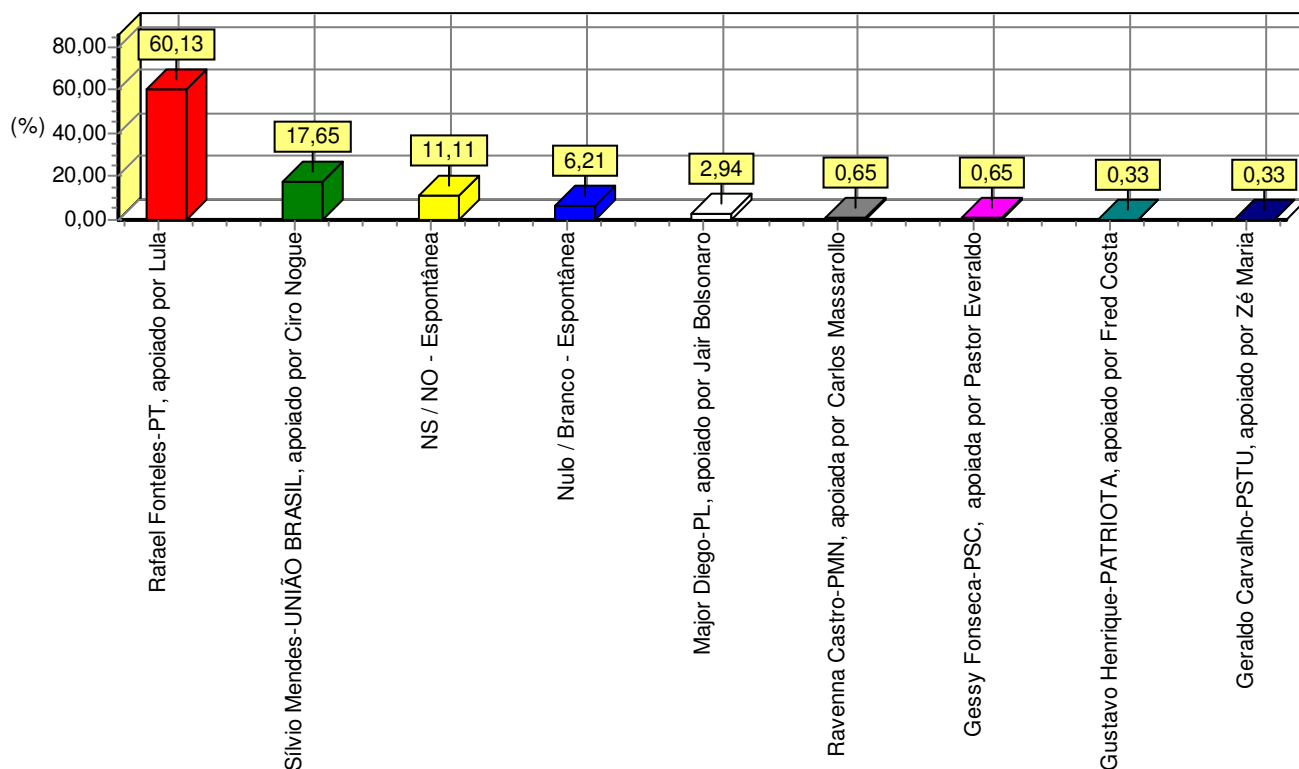 80,00
60,00
(%)
40,00
20,00
0,00
60,13
17,65
11,11
6,21
2,94
0,65
0,65
0,33
0,33
Rafael Fonteles-PT, apoiado por Lula
Sílvio Mendes-UNIÃO BRASIL, apoiado por Ciro Nogue
NS / NO - Espontânea
Nulo / Branco - Espontânea
Major Diego-PL, apoiado por Jair Bolsonaro
Ravenna Castro-PMN, apoiada por Carlos Massarollo
Gessy Fonseca-PSC,  apoiada por Pastor Everaldo
Gustavo Henrique-PATRIOTA, apoiado por Fred Costa
Geraldo Carvalho-PSTU, apoiado por Zé Maria